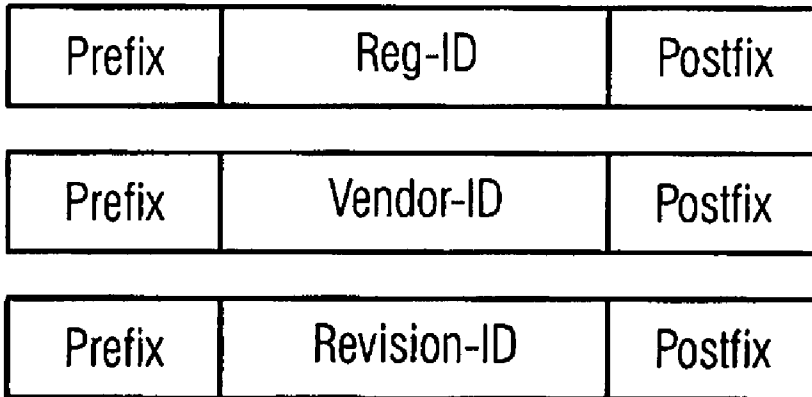 Prefix Reg-ID Postfix
Prefix Vendor-ID Postfix
Prefix Revision-ID Postfix